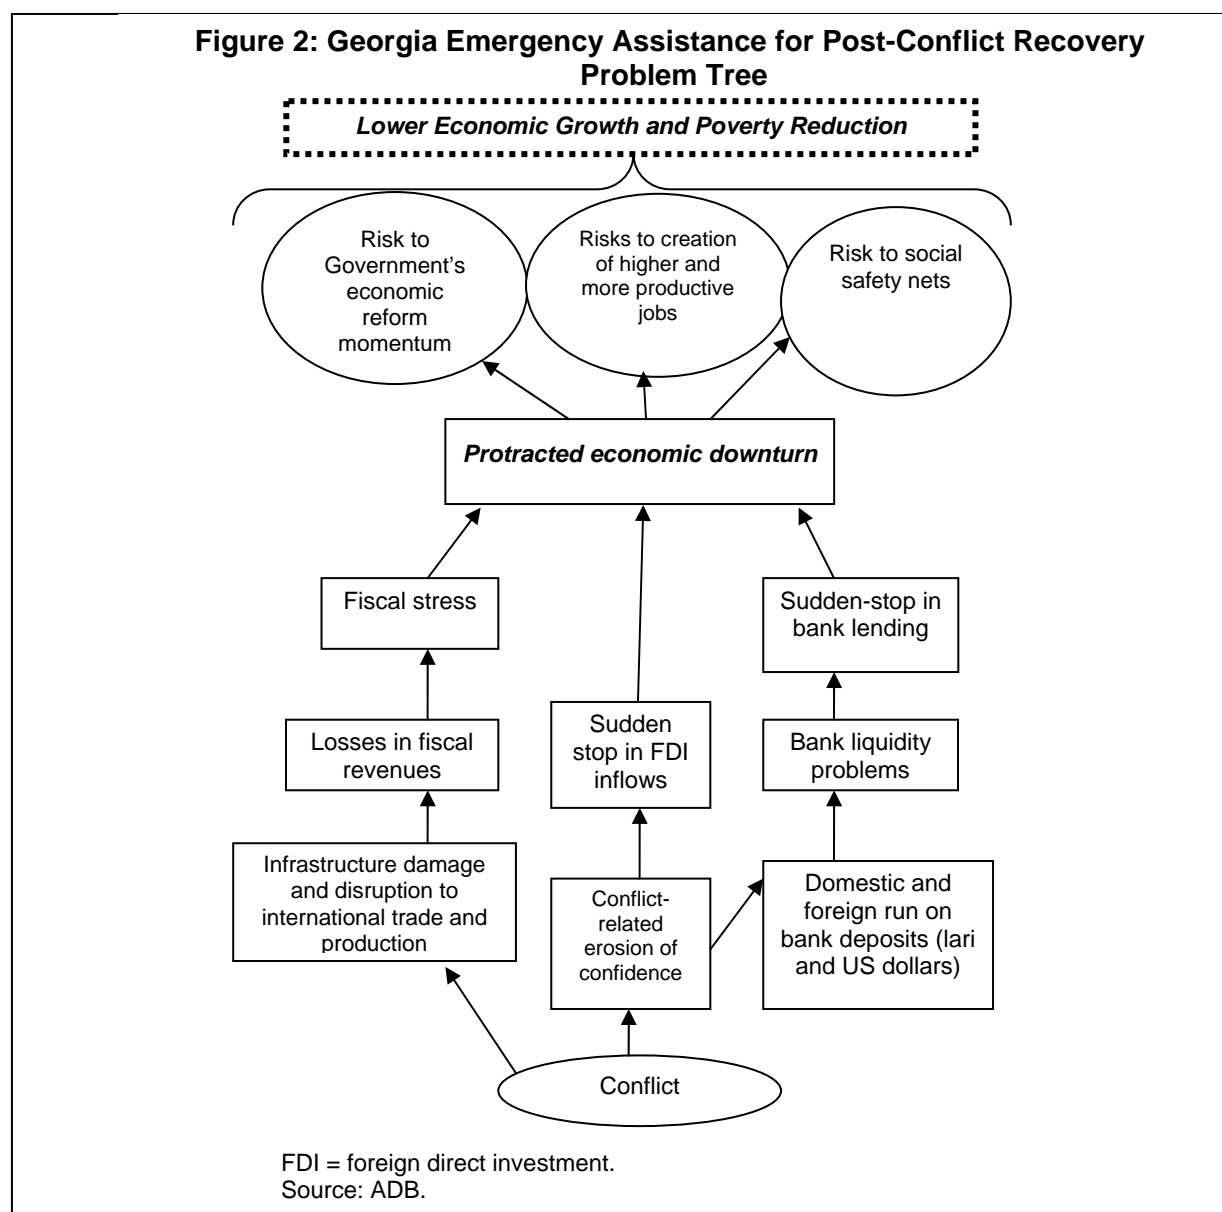 Figure 2: Georgia Emergency Assistance for Post-Conflict Recovery
Problem Tree
Lower Economic Growth and Poverty Reduction
Risk to
Government's
economic
reform
momentum
Risks to creation
of higher and
more productive
jobs
Risk to social
safety nets
Protracted economic downturn
Fiscal stress
Sudden-stop in
bank lending
Losses in fiscal
revenues
Sudden
stop in FDI
inflows
Bank liquidity
problems
Infrastructure damage
and disruption to
international trade and
production
Conflict-
related
erosion of
confidence
Domestic and
foreign run on
bank deposits (lari
and US dollars)
Conflict
FDI = foreign direct investment.
Source: ADB.